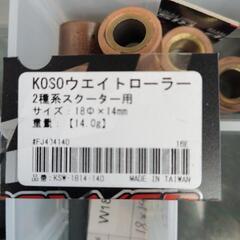 KOSOウエイトローラー
2種系スクーター用
サイズ：18Φ×14mm
重量：【14.0g】
#FJ404140
品番：KSW-1814-140 MADE IN TAIWAN